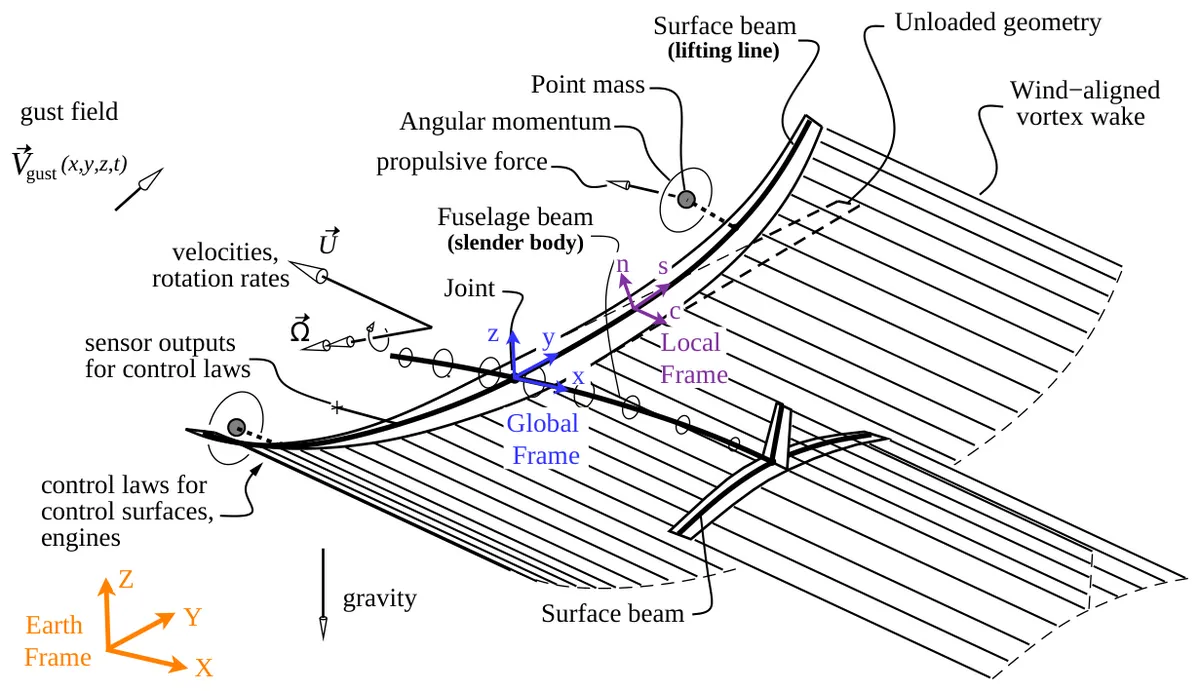 Surface beam
(lifting line)
Unloaded geometry
Point mass
Wind−aligned
vortex wake
gust field
Angular momentum
V⃗gust (x,y,z,t)
propulsive force
Fuselage beam
(slender body)
velocities,
rotation rates
U⃗
n
s
c
Joint
Local
Frame
Ω⃗
z
y
x
sensor outputs
for control laws
Global
Frame
control laws for
control surfaces,
engines
gravity
Surface beam
Z
Y
X
Earth
Frame